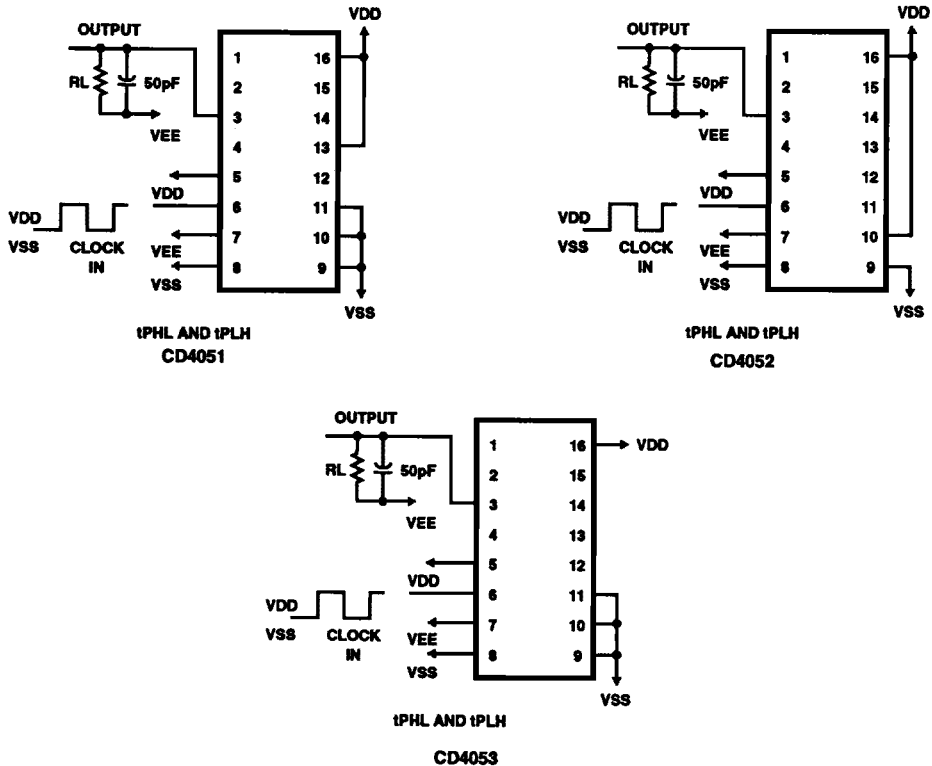 OUTPUT
VDD
1 16
RL 50pF
2 15
3 14
VEE
4 13
5 12
VDD
VDD
6 11
VSS
CLOCK
IN
7 10
VEE
8 9
VSS
VSS
tPHL AND tPLH
CD4051
OUTPUT
VDD
1 16
RL 50pF
2 15
3 14
VEE
4 13
5 12
VDD
VDD
6 11
VSS
CLOCK
IN
7 10
VEE
8 9
VSS
VSS
tPHL AND tPLH
CD4052
OUTPUT
1 16 VDD
RL 50pF
2 15
3 14
VEE
4 13
5 12
VDD
VDD
6 11
VSS
CLOCK
IN
7 10
VEE
8 9
VSS
VSS
tPHL AND tPLH
CD4053